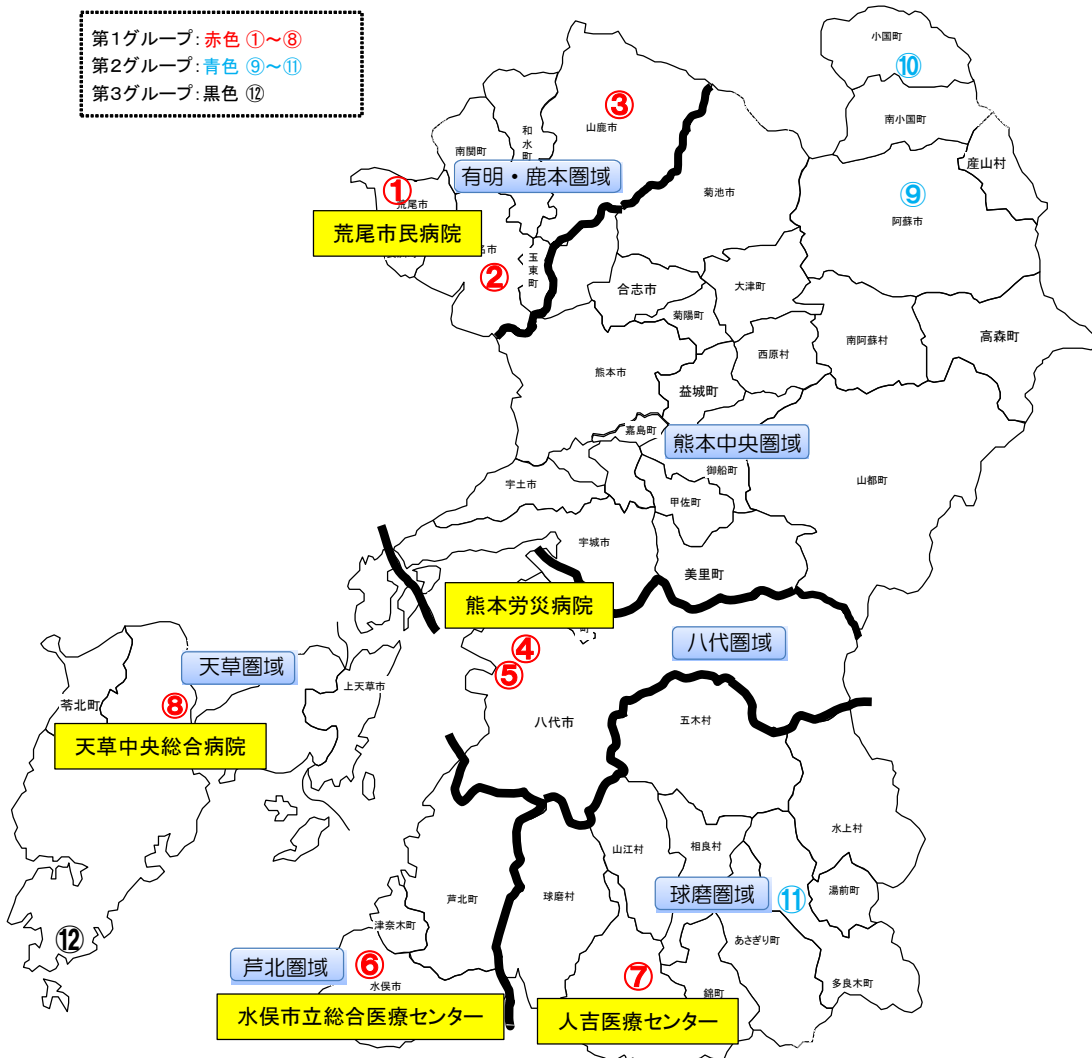 第1グループ:赤色 ①～⑧
第2グループ:青色 ⑨～⑪
第3グループ:黒色 ⑫
小国町
⑩
南小国町
産山村
③
山鹿市
和水町
南関町
有明・鹿本圏域
菊池市
⑨
阿蘇市
①
荒尾市
荒尾市民病院
名市
②
玉東町
合志市
大津町
菊陽町
西原村
南阿蘇村
高森町
熊本市
益城町
嘉島町
熊本中央圏域
御船町
山都町
宇土市
甲佐町
宇城市
美里町
熊本労災病院
町
④
⑤
八代圏域
八代市
五木村
天草圏域
上天草市
苓北町
⑧
天草中央総合病院
水上村
山江村
相良村
湯前町
球磨圏域
⑪
芦北町
球磨村
津奈木町
あさぎり町
多良木町
⑫
芦北圏域
⑥
水俣市
水俣市立総合医療センター
⑦
錦町
人吉医療センター